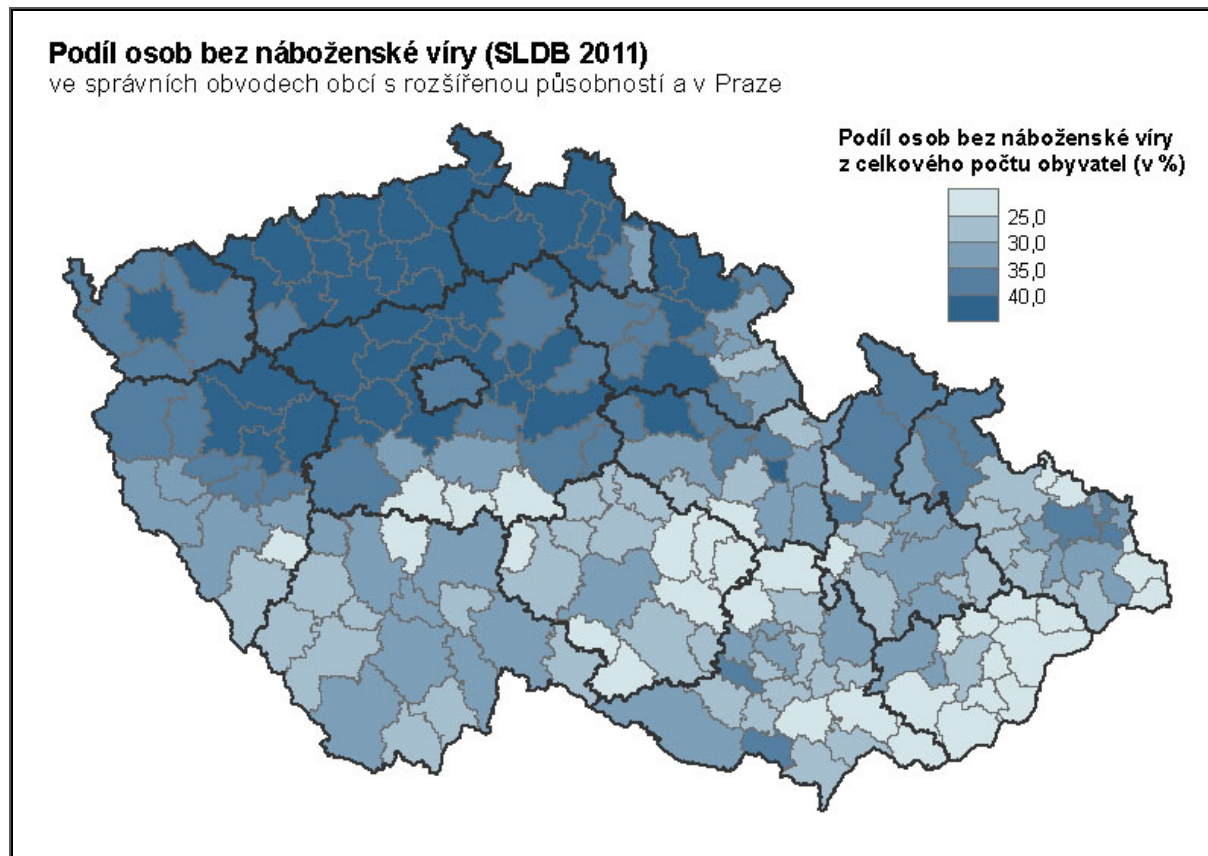 Podíl osob bez náboženské víry (SLDB 2011)
ve správních obvodech obcí s rozšířenou působností a v Praze
Podíl osob bez náboženské víry
z celkového počtu obyvatel (v %)
25,0
30,0
35,0
40,0